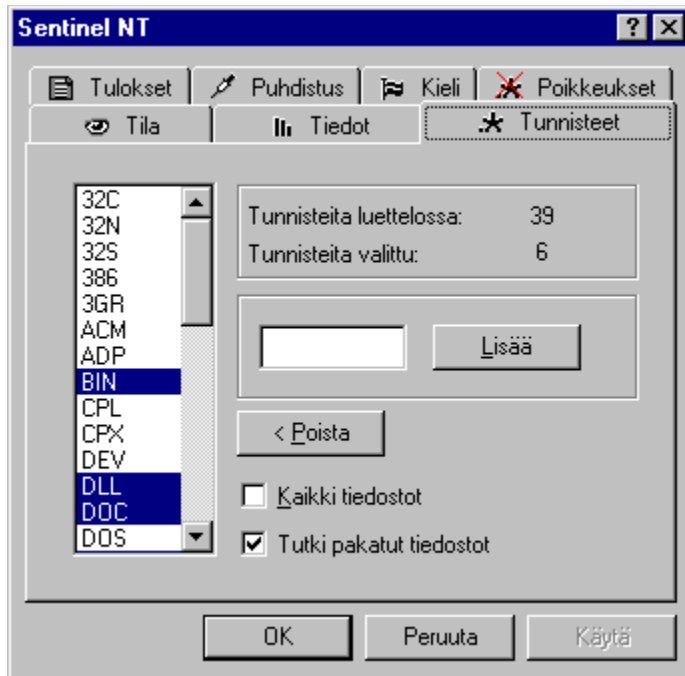 Sentinel NT
Tulokset Puhdistus Kieli Poikkeukset
Tila Tiedot Tunnisteet
32C
32N
32S
386
3GR
ACM
ADP
BIN
CPL
CPX
DEV
DLL
DOC
DOS
Tunnisteita luettelossa: 39
Tunnisteita valittu: 6
Lisää
< Poista
Kaikki tiedostot
Tutki pakatut tiedostot
OK Peruuta Käytä